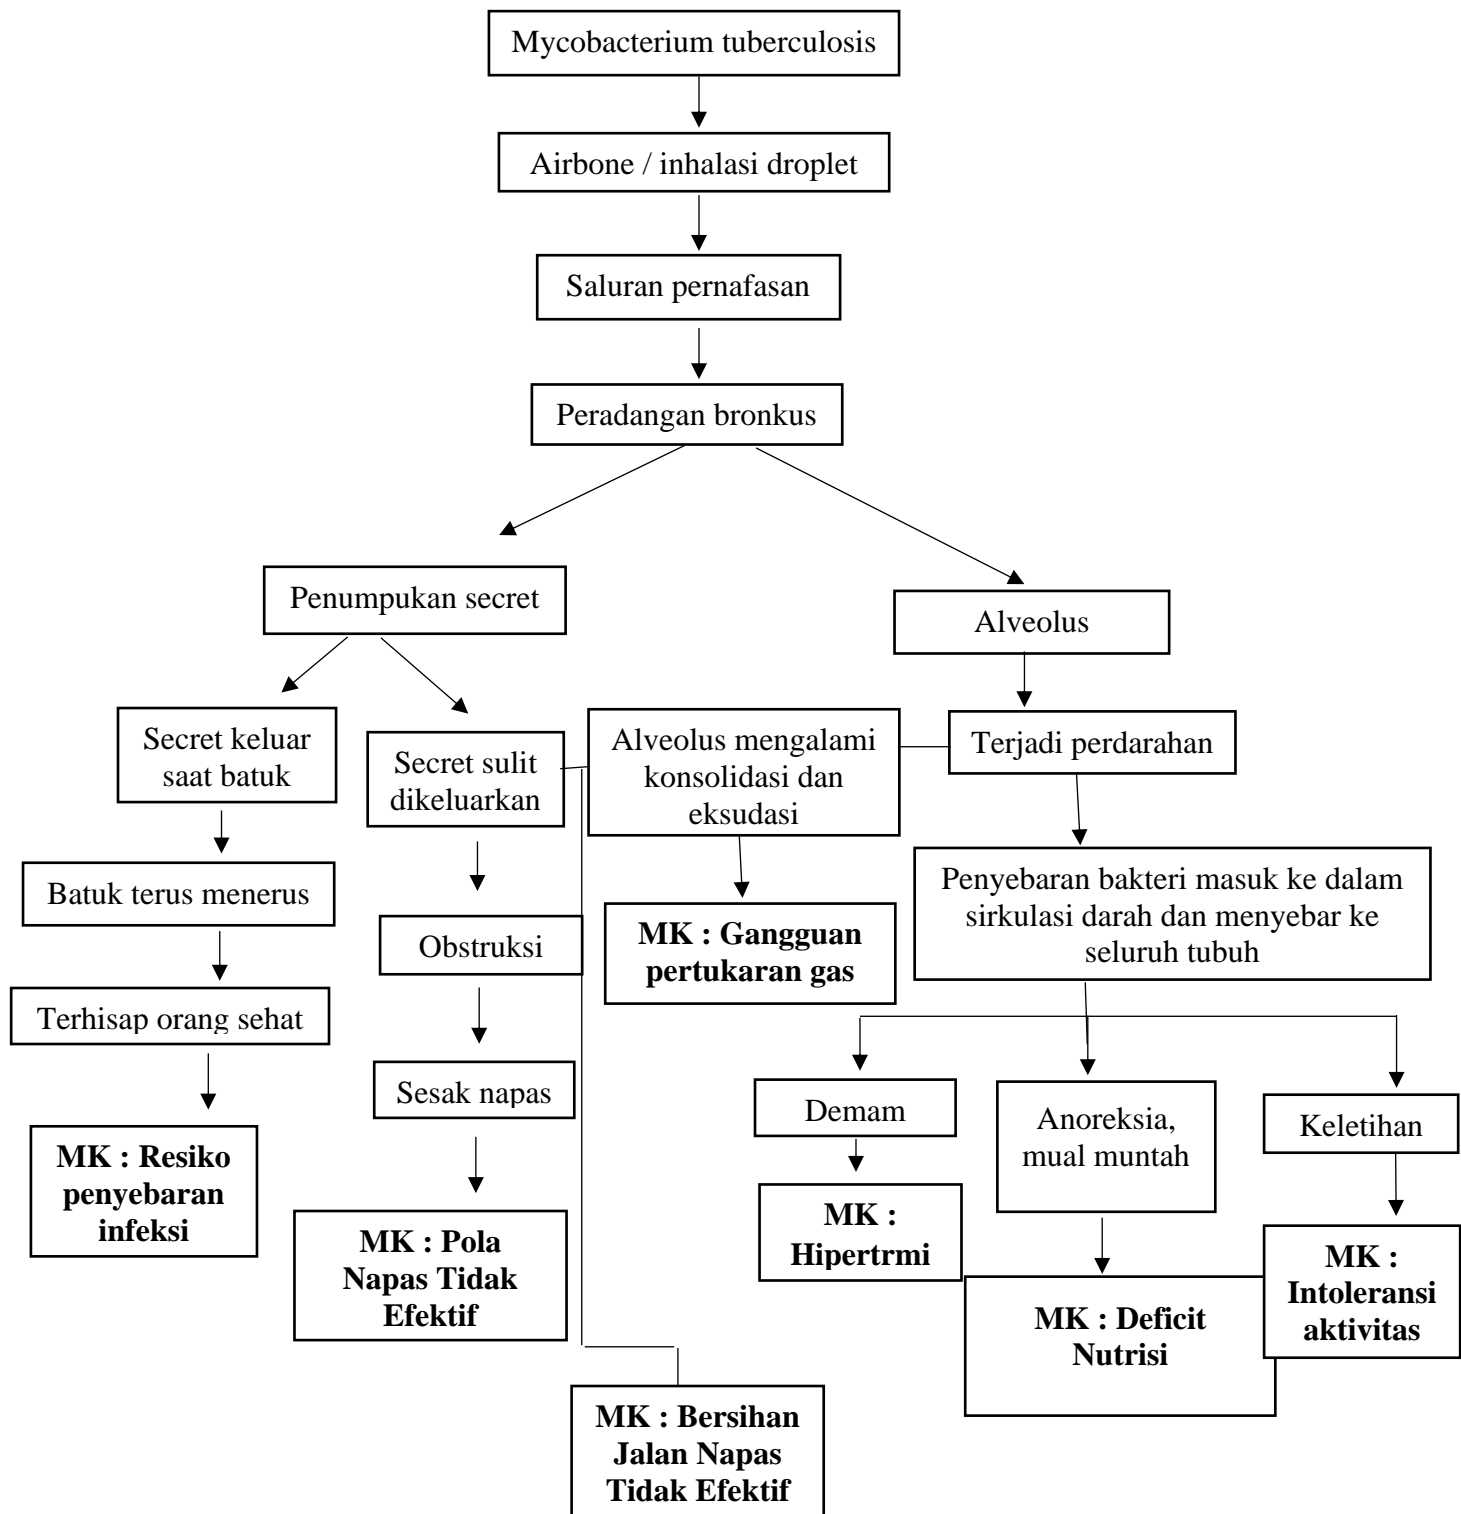 Mycobacterium tuberculosis
Airbone / inhalasi droplet
Saluran pernafasan
Peradangan bronkus
Penumpukan secret
Alveolus
Secret keluar
saat batuk
Secret sulit
dikeluarkan
Alveolus mengalami
konsolidasi dan
eksudasi
Terjadi perdarahan
Batuk terus menerus
Obstruksi
MK : Gangguan
pertukaran gas
Penyebaran bakteri masuk ke dalam
sirkulasi darah dan menyebar ke
seluruh tubuh
Terhisap orang sehat
Sesak napas
Demam
Anoreksia,
mual muntah
Keletihan
MK : Resiko
penyebaran
infeksi
MK : Pola
Napas Tidak
Efektif
MK :
Hipertrmi
MK : Deficit
Nutrisi
MK :
Intoleransi
aktivitas
MK : Bersihan
Jalan Napas
Tidak Efektif